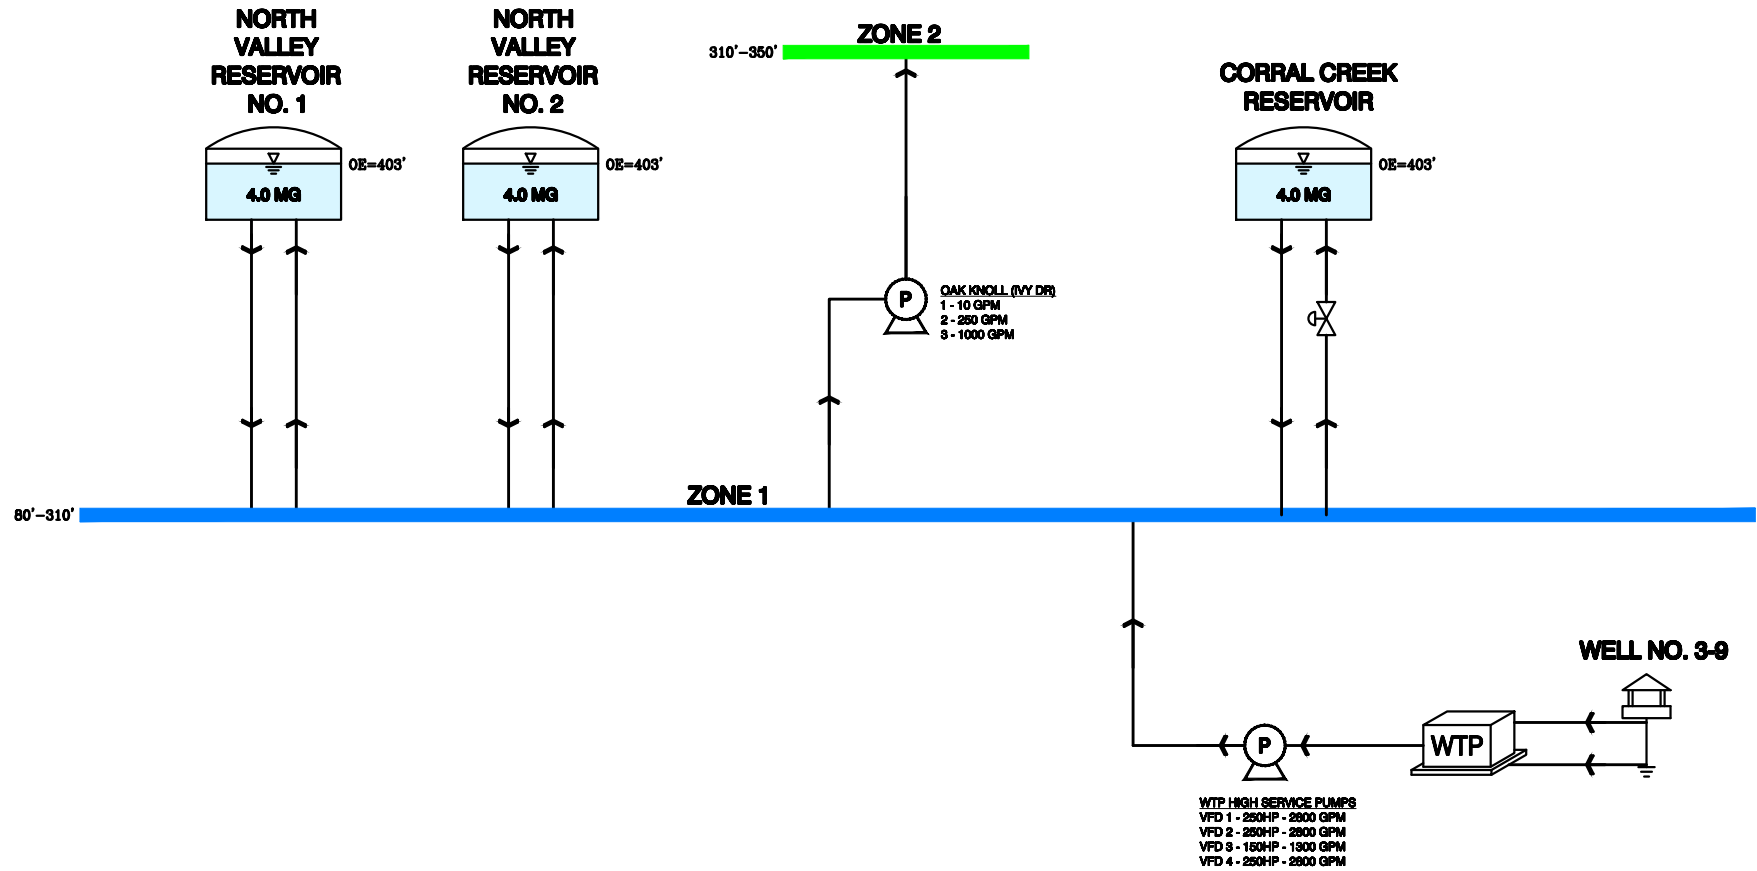 NORTH
VALLEY
RESERVOIR
NO. 1
OE=403'
4.0 MG
NORTH
VALLEY
RESERVOIR
NO. 2
OE=403'
4.0 MG
ZONE 2
310'-350'
CORRAL CREEK
RESERVOIR
OE=403'
4.0 MG
P
OAK KNOLL (IVY DR)
1 - 10 GPM
2 - 250 GPM
3 - 1000 GPM
ZONE 1
80'-310'
WELL NO. 3-9
WTP
P
WTP HIGH SERVICE PUMPS
VFD 1 - 250HP - 2800 GPM
VFD 2 - 250HP - 2800 GPM
VFD 3 - 150HP - 1300 GPM
VFD 4 - 250HP - 2800 GPM